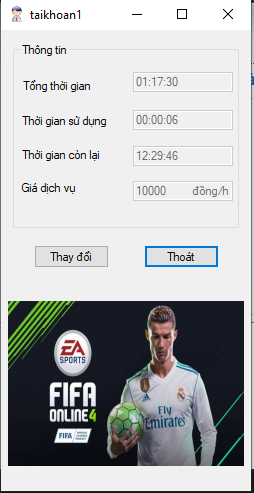 taikhoan1
Thông tin
Tổng thời gian 01:17:30
Thời gian sử dụng 00:00:06
Thời gian còn lại 12:29:46
Giá dịch vụ 10000 đồng/h
Thay đổi Thoát
EA
SPORTS
FIFA
ONLINE 4
FIFA
Fly
Emirates